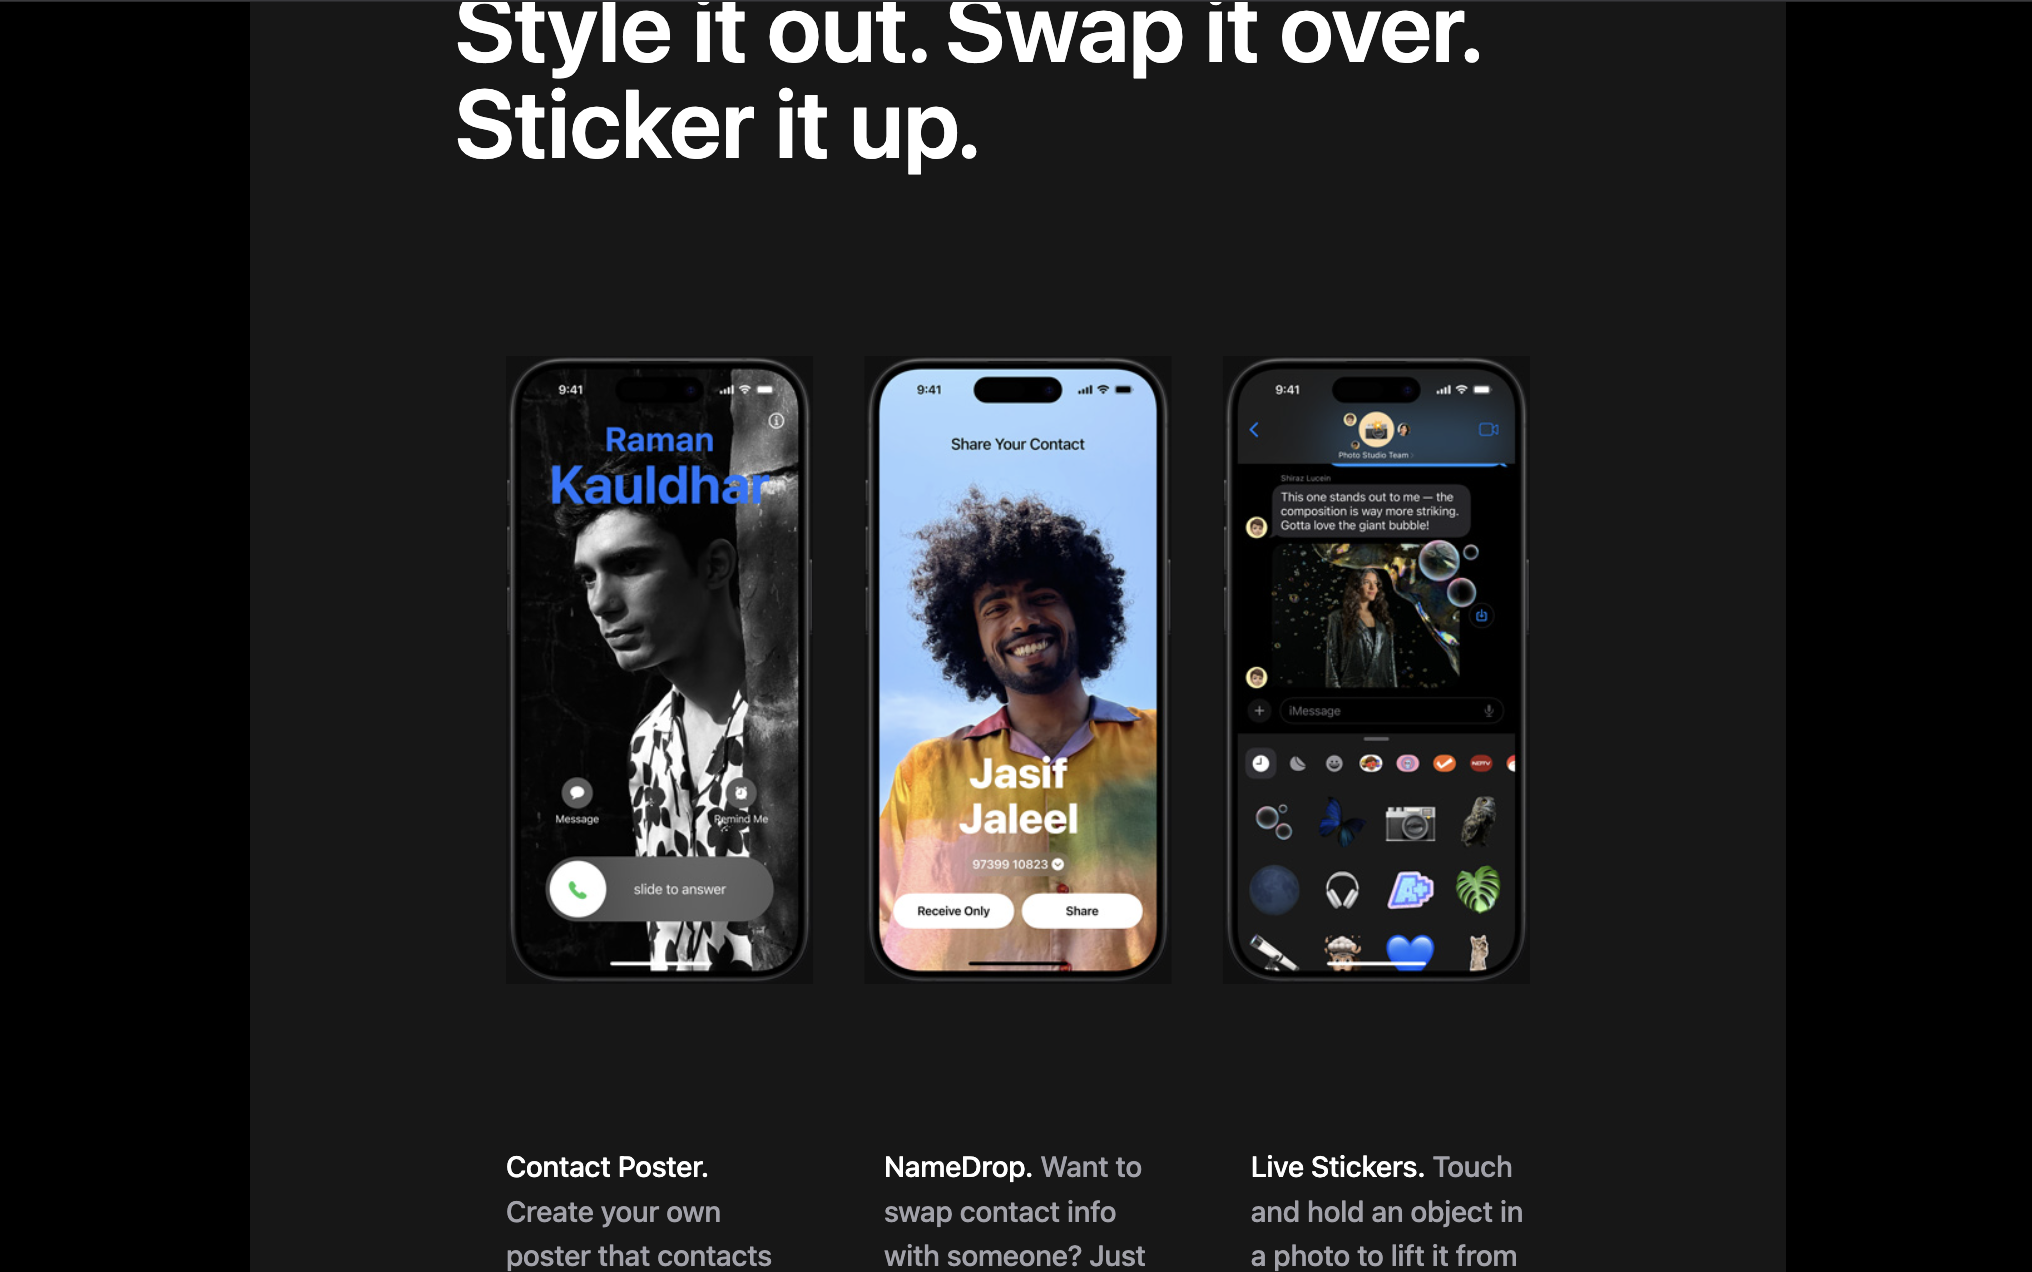 Style it out. Swap it over.
Sticker it up.
9:41
Raman
Kauldhar
Message
Remind Me
slide to answer
9:41
Share Your Contact
Jasif
Jaleel
97399 10823
Receive Only
Share
9:41
Photo Studio Team
Shiraz Lucein
This one stands out to me — the
composition is way more striking.
Gotta love the giant bubble!
iMessage
NDTV
A+
Contact Poster.
Create your own
poster that contacts
NameDrop. Want to
swap contact info
with someone? Just
Live Stickers. Touch
and hold an object in
a photo to lift it from